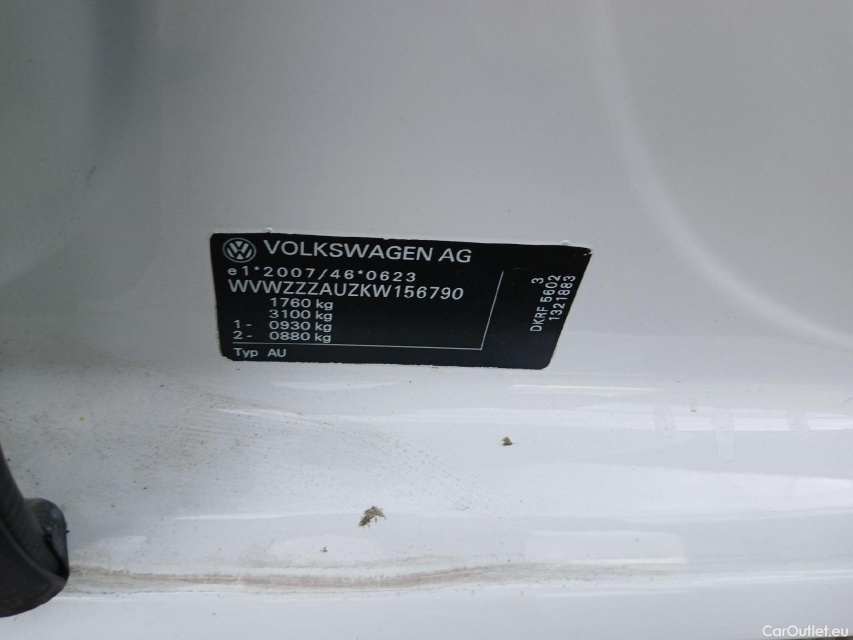 VOLKSWAGEN AG
e1*2007/46*0623
WVWZZZAUZKW156790
1760 kg
3100 kg
1- 0930 kg
2- 0880 kg
Typ AU
3
DKRF 5602
1321883
CarOutlet.eu